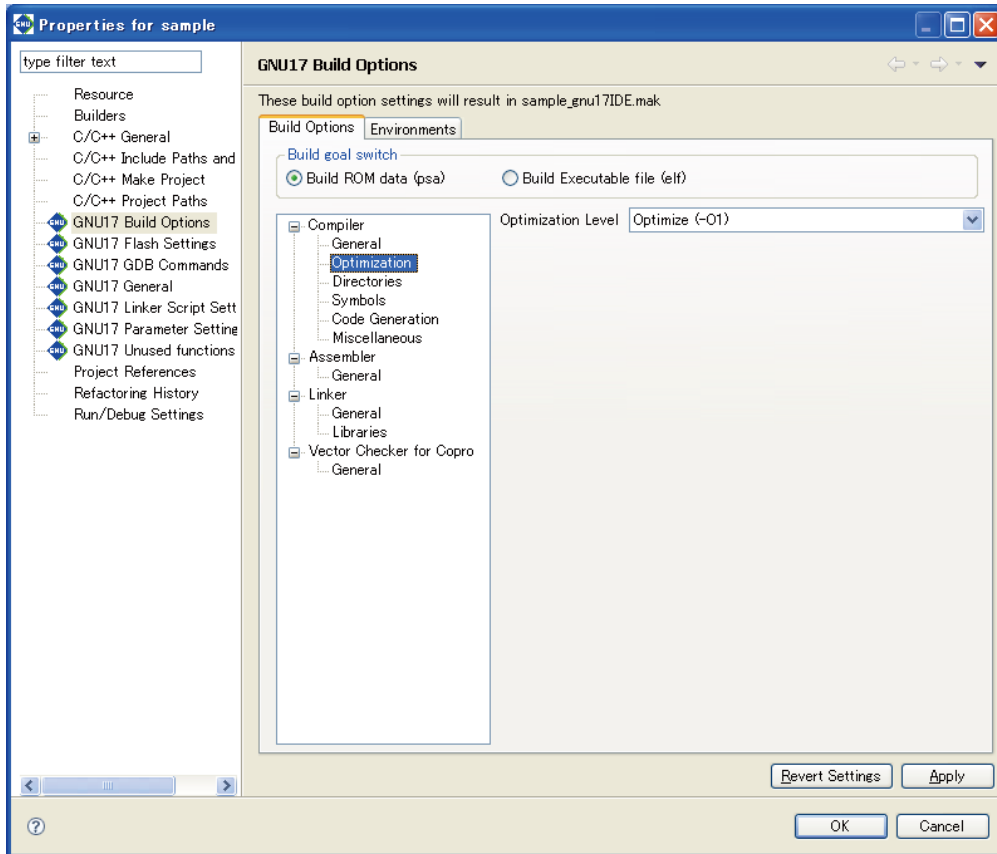 Properties for sample
type filter text
Resource
Builders
C/C++ General
C/C++ Include Paths and
C/C++ Make Project
C/C++ Project Paths
GNU17 Build Options
GNU17 Flash Settings
GNU17 GDB Commands
GNU17 General
GNU17 Linker Script Sett
GNU17 Parameter Setting
GNU17 Unused functions
Project References
Refactoring History
Run/Debug Settings
GNU17 Build Options
These build option settings will result in sample_gnu17IDE.mak
Build Options Environments
Build goal switch
Build ROM data (psa) Build Executable file (elf)
Compiler
General
Optimization
Directories
Symbols
Code Generation
Miscellaneous
Assembler
General
Linker
General
Libraries
Vector Checker for Copro
General
Optimization Level Optimize (-O1)
Revert Settings Apply
OK Cancel